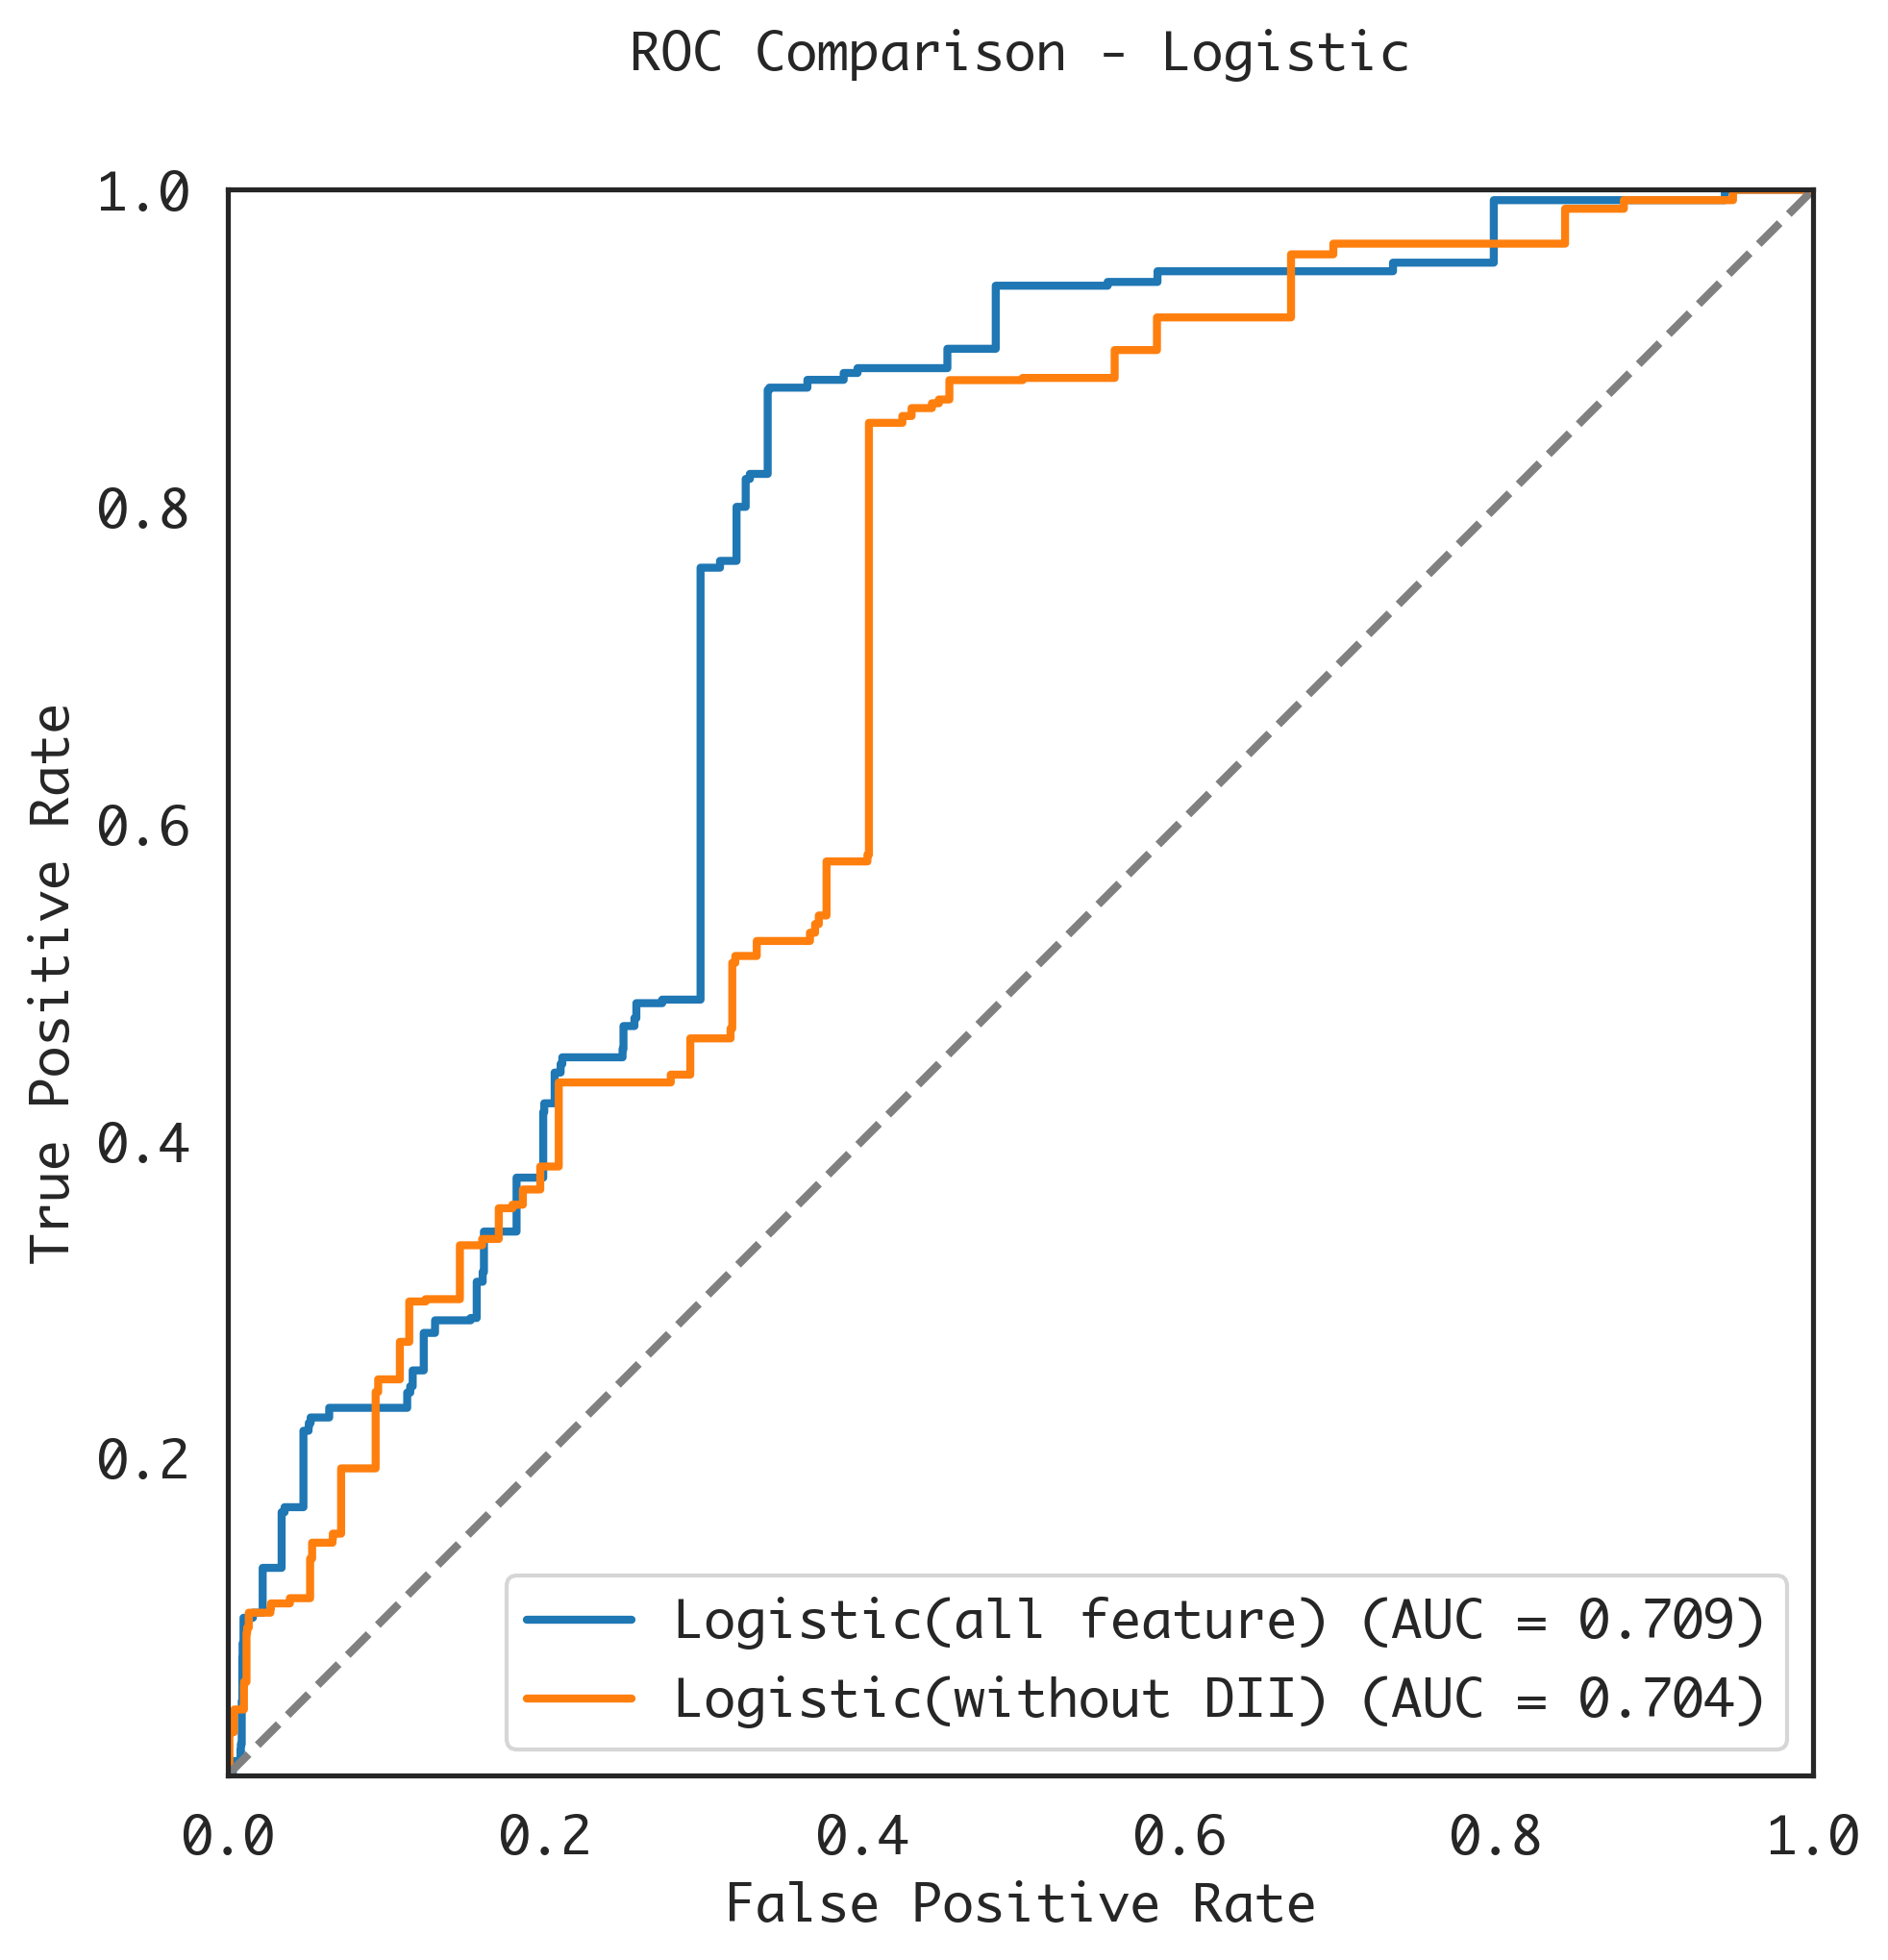 ROC Comparison - Logistic
1.0
0.8
0.6
0.4
0.2
True Positive Rate
Logistic(all feature) (AUC = 0.709)
Logistic(without DII) (AUC = 0.704)
0.0 0.2 0.4 0.6 0.8 1.0
False Positive Rate